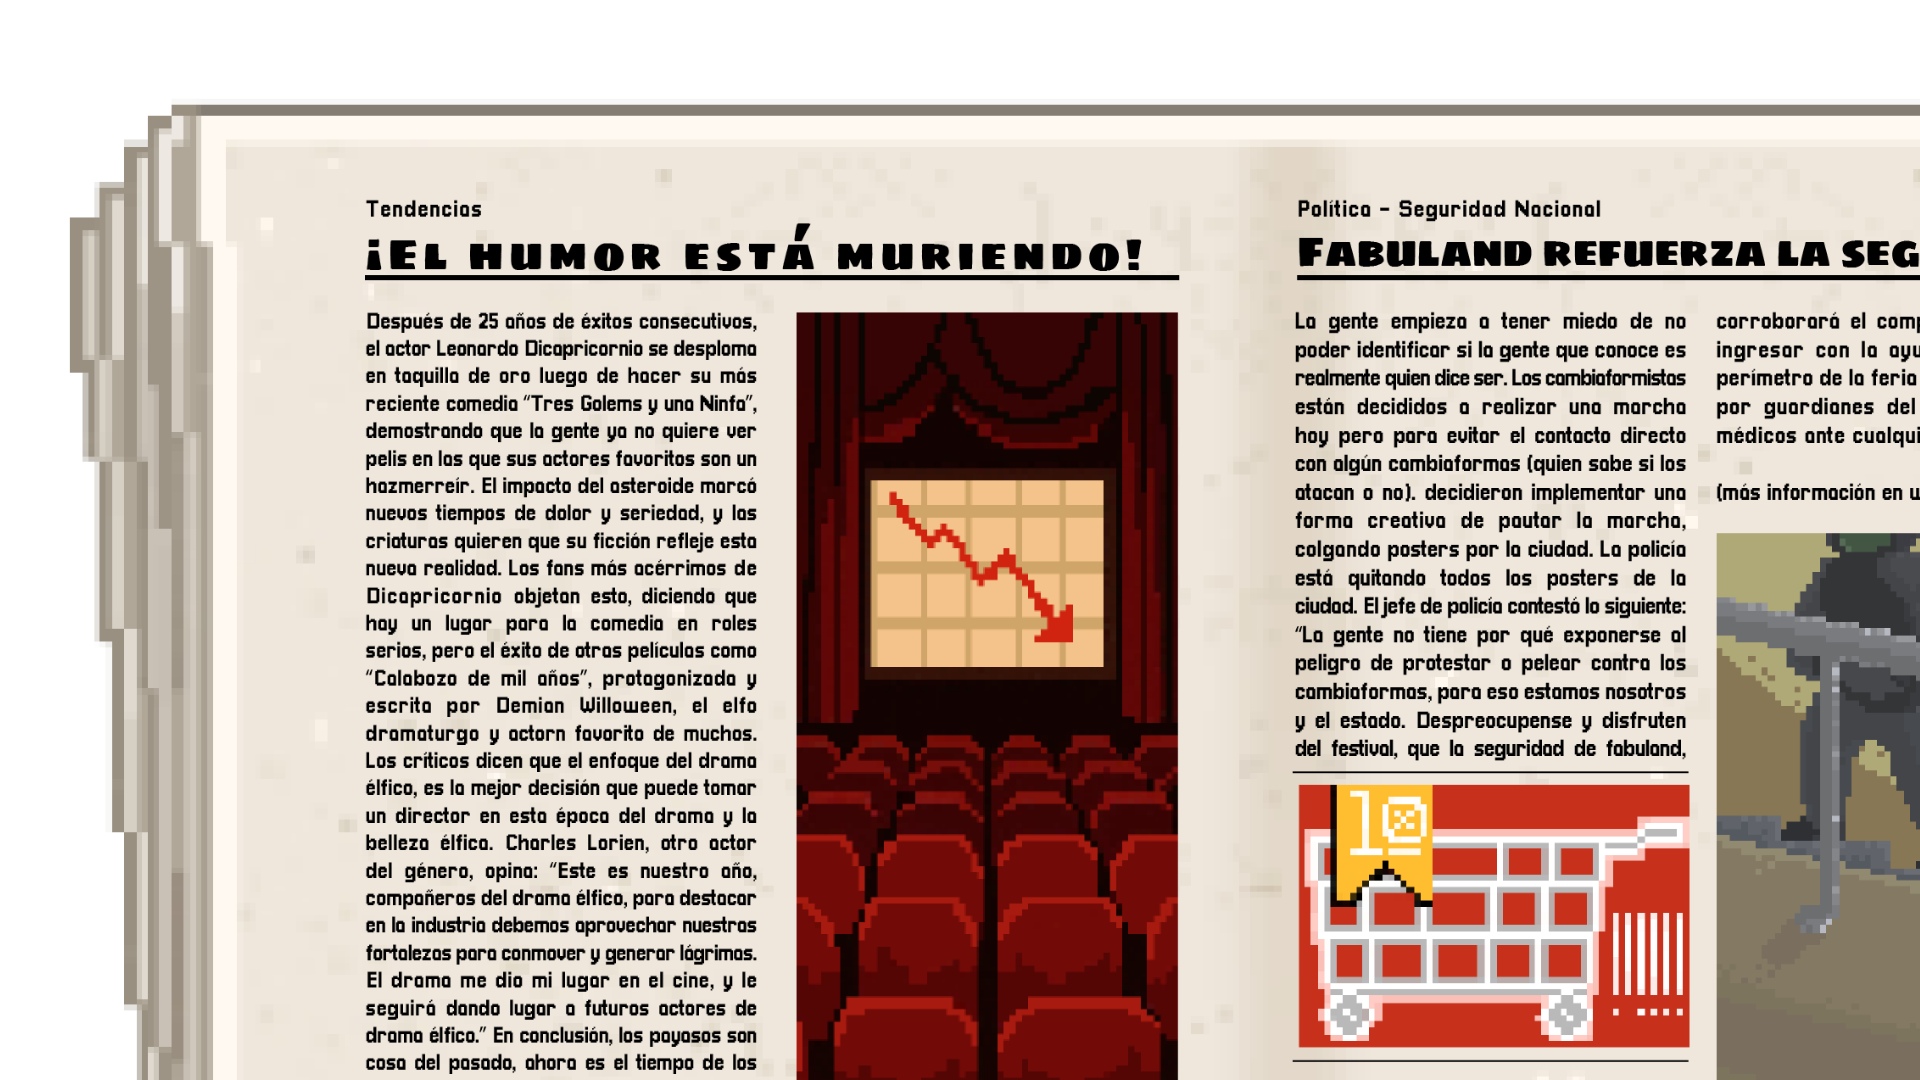 Tendencias
¡El humor está muriendo!
Después de 25 años de éxitos consecutivos,
el actor Leonardo Dicapricornio se desploma
en taquilla de oro luego de hacer su más
reciente comedia “Tres Golems y una Ninfa”,
demostrando que la gente ya no quiere ver
pelis en las que sus actores favoritos son un
hazmerreír. El impacto del asteroide marcó
nuevos tiempos de dolor y seriedad, y las
criaturas quieren que su ficción refleje esta
nueva realidad. Los fans más acérrimos de
Dicapricornio objetan esto, diciendo que
hay un lugar para la comedia en roles
serios, pero el éxito de otras películas como
“Calabozo de mil años”, protagonizada y
escrita por Demian Willoween, el elfo
dramaturgo y actorn favorito de muchos.
Los críticos dicen que el enfoque del drama
élfico, es la mejor decisión que puede tomar
un director en esta época del drama y la
belleza élfica. Charles Lorien, otro actor
del género, opina: “Este es nuestro año,
compañeros del drama élfico, para destacar
en la industria debemos aprovechar nuestras
fortalezas para conmover y generar lágrimas.
El drama me dio mi lugar en el cine, y le
seguirá dando lugar a futuros actores de
drama élfico.” En conclusión, los payasos son
cosa del pasado, ahora es el tiempo de los
Política - Seguridad Nacional
Fabuland refuerza la seg
La gente empieza a tener miedo de no
poder identificar si la gente que conoce es
realmente quien dice ser. Los cambiaformistas
están decididos a realizar una marcha
hoy pero para evitar el contacto directo
con algún cambiaformas (quien sabe si los
atacan o no). decidieron implementar una
forma creativa de pautar la marcha,
colgando posters por la ciudad. La policía
está quitando todos los posters de la
ciudad. El jefe de policía contestó lo siguiente:
“La gente no tiene por qué exponerse al
peligro de protestar o pelear contra los
cambiaformas, para eso estamos nosotros
y el estado. Despreocupense y disfruten
del festival, que la seguridad de fabuland,
corroborará el comp
ingresar con la ayu
perímetro de la feria
por guardianes del
médicos ante cualqui
(más información en u